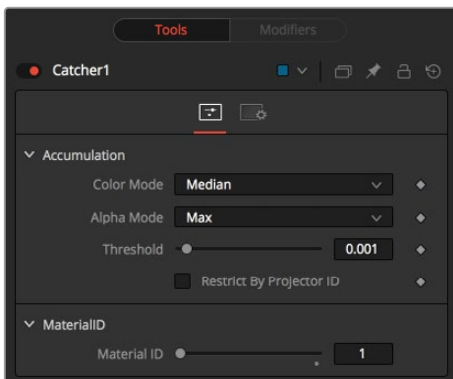 Tools Modifiers
Catcher1
Accumulation
Color Mode Median
Alpha Mode Max
Threshold 0.001
Restrict By Projector ID
MaterialID
Material ID 1